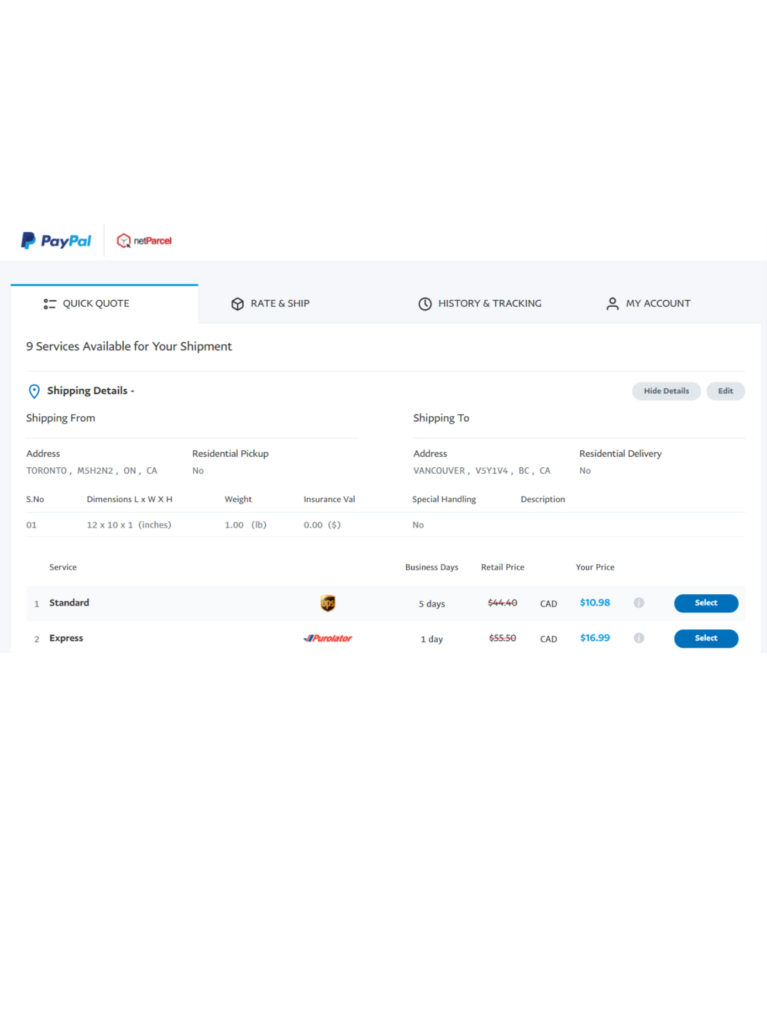 PayPal netParcel
QUICK QUOTE RATE & SHIP HISTORY & TRACKING MY ACCOUNT
9 Services Available for Your Shipment
Shipping Details - Hide Details Edit
Shipping From Shipping To
Address Residential Pickup Address Residential Delivery
TORONTO , M5H2N2 , ON , CA No VANCOUVER , V5Y1V4 , BC , CA No
S.No Dimensions L x W X H Weight Insurance Val Special Handling Description
01 12 x 10 x 1 (inches) 1.00 (lb) 0.00 ($) No
Service Business Days Retail Price Your Price
1 Standard ups 5 days $44.40 CAD $10.98 i Select
2 Express Purolator 1 day $55.50 CAD $16.99 i Select